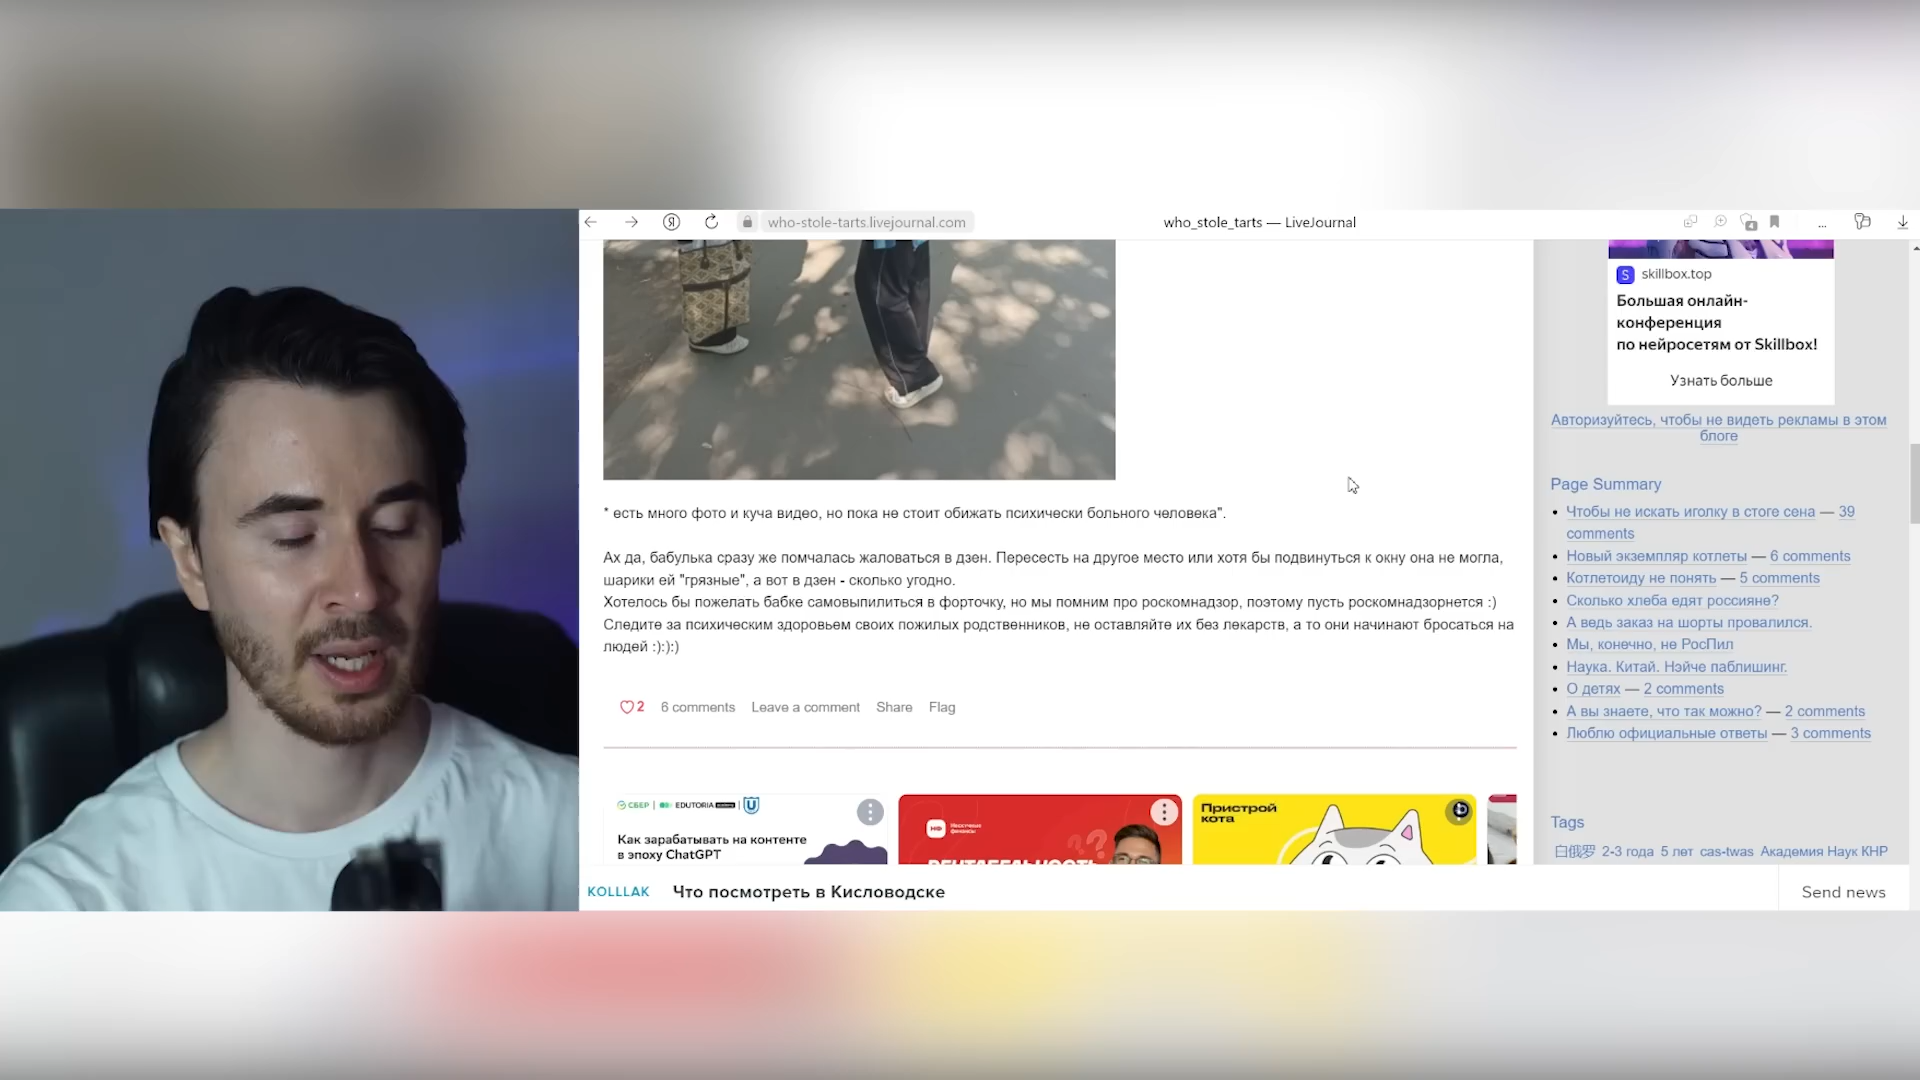 who-stole-tarts.livejournal.com
who_stole_tarts — LiveJournal
* есть много фото и куча видео, но пока не стоит обижать психически больного человека".
Ах да, бабулька сразу же помчалась жаловаться в дзен. Пересесть на другое место или хотя бы подвинуться к окну она не могла,
шарики ей "грязные", а вот в дзен - сколько угодно.
Хотелось бы пожелать бабке самовыпилиться в форточку, но мы помним про роскомнадзор, поэтому пусть роскомнадзорнется :)
Следите за психическим здоровьем своих пожилых родственников, не оставляйте их без лекарств, а то они начинают бросаться на
людей :):):)
2 6 comments Leave a comment Share Flag
СБЕР | EDUTORIA
Как зарабатывать на контенте
в эпоху ChatGPT
НФ
РЕНТАБЕЛЬНОСТЬ
Пристрой
кота
KOLLLAK Что посмотреть в Кисловодске
Send news
S skillbox.top
Большая онлайн-
конференция
по нейросетям от Skillbox!
Узнать больше
Авторизуйтесь, чтобы не видеть рекламы в этом
блоге
Page Summary
Чтобы не искать иголку в стоге сена — 39
comments
Новый экземпляр котлеты — 6 comments
Котлетоиду не понять — 5 comments
Сколько хлеба едят россияне?
А ведь заказ на шорты провалился.
Мы, конечно, не РосПил
Наука. Китай. Нэйче паблишинг.
О детях — 2 comments
А вы знаете, что так можно? — 2 comments
Люблю официальные ответы — 3 comments
Tags
白俄罗 2-3 года 5 лет cas-twas Академия Наук КНР